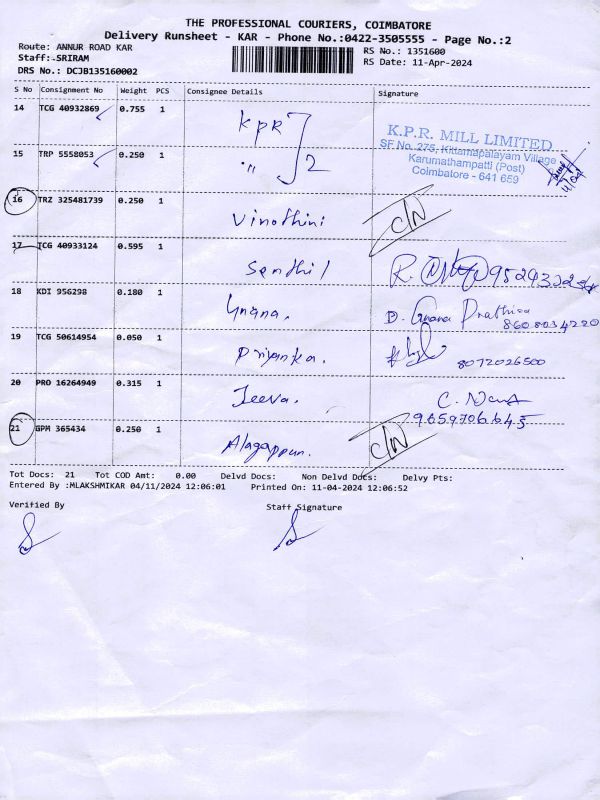 THE PROFESSIONAL COURIERS, COIMBATORE
Delivery Runsheet - KAR - Phone No.:0422-3505555 - Page No.:2
Route: ANNUR ROAD KAR
RS No.: 1351600
Staff: SRIRAM
RS Date: 11-Apr-2024
DRS No.: DCJB135160002
S No Consignment No Weight PCS Consignee Details Signature
14 TCG 40932869 0.755 1 KPR
K.P.R. MILL LIMITED
SF No. 275, Kittampalayam Village
Karumathampatti (Post)
Coimbatore - 641 659
15 TRP 5558053 0.250 1 " 2
16 TRZ 325481739 0.250 1 Vinothini C/N
17 TCG 40933124 0.595 1 Sendhil R.
18 KDI 956298 0.180 1 Gnana. D. Gnana Prathisa
8608034220
19 TCG 50614954 0.050 1 Priyanka. 8072026500
20 PRO 16264949 0.315 1 Jeeva. C.
9659706645
21 GPM 365434 0.250 1 Alagappan. C/N
Tot Docs: 21 Tot COD Amt: 0.00 Delvd Docs: Non Delvd Docs: Delvy Pts:
Entered By :MLAKSHMIKAR 04/11/2024 12:06:01 Printed On: 11-04-2024 12:06:52
Verified By Staff Signature